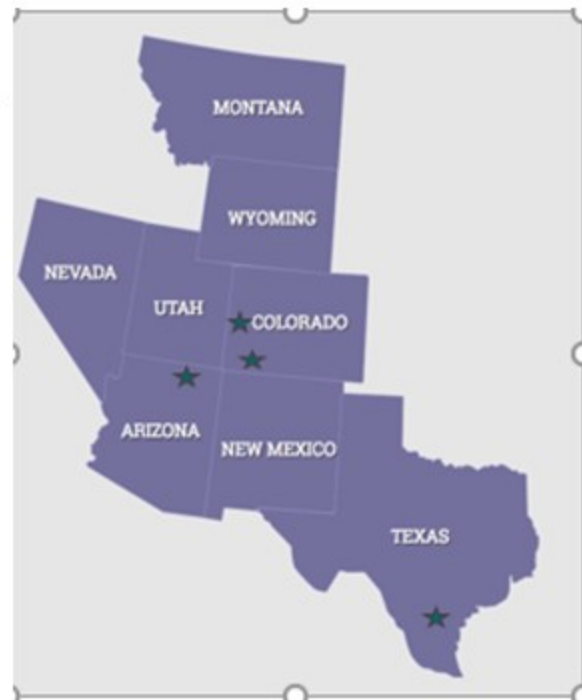 MONTANA
WYOMING
NEVADA
UTAH
COLORADO
ARIZONA
NEW MEXICO
TEXAS